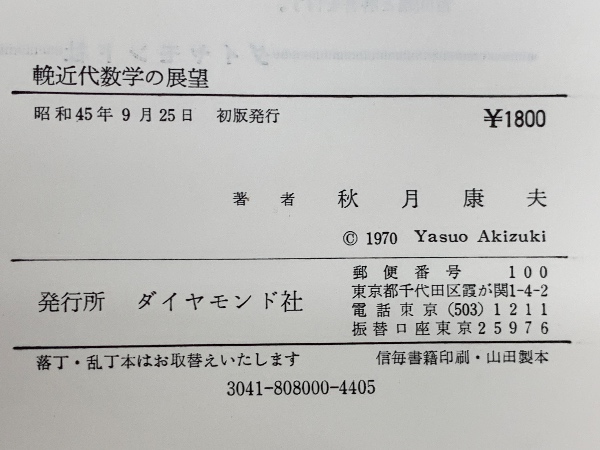 輓近代数学の展望
昭和45年9月25日 初版発行 ¥1800
著者 秋月康夫
© 1970 Yasuo Akizuki
発行所 ダイヤモンド社
郵便番号 100
東京都千代田区霞が関1-4-2
電話東京(503)1211
振替口座東京25976
落丁・乱丁本はお取替えいたします 信毎書籍印刷・山田製本
3041-808000-4405